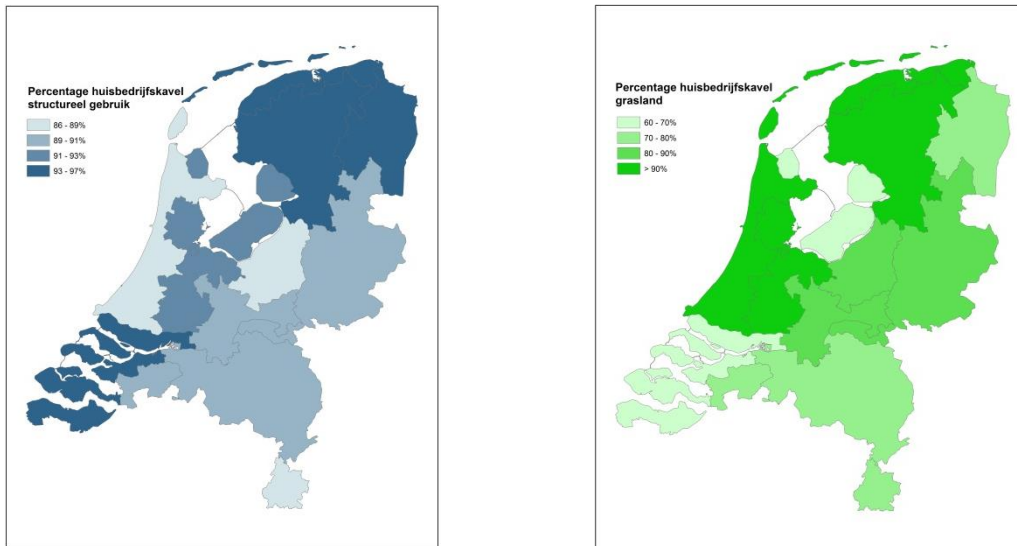 Percentage huisbedrijfskavel
structureel gebruik
86 - 89%
89 - 91%
91 - 93%
93 - 97%
Percentage huisbedrijfskavel
grasland
60 - 70%
70 - 80%
80 - 90%
> 90%